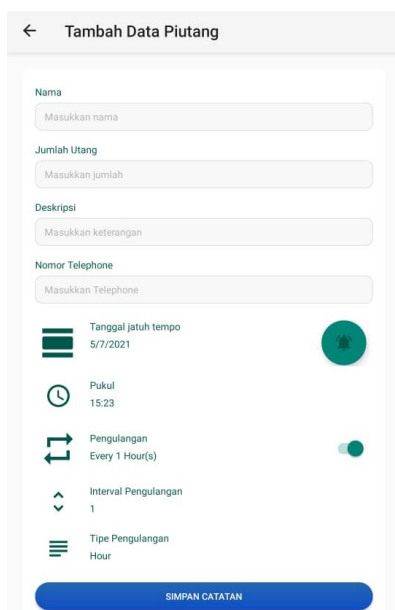 Tambah Data Piutang
Nama
Masukkan nama
Jumlah Utang
Masukkan jumlah
Deskripsi
Masukkan keterangan
Nomor Telephone
Masukkan Telephone
Tanggal jatuh tempo
5/7/2021
Pukul
15:23
Pengulangan
Every 1 Hour(s)
Interval Pengulangan
1
Tipe Pengulangan
Hour
SIMPAN CATATAN